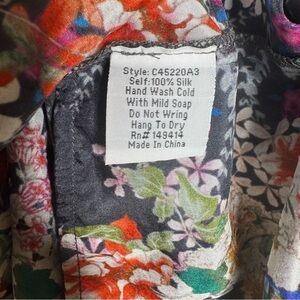 Style: C45220A3
Self:100% Silk
Hand Wash Cold
With Mild Soap
Do Not Wring
Hang To Dry
Rn# 149414
Made In China